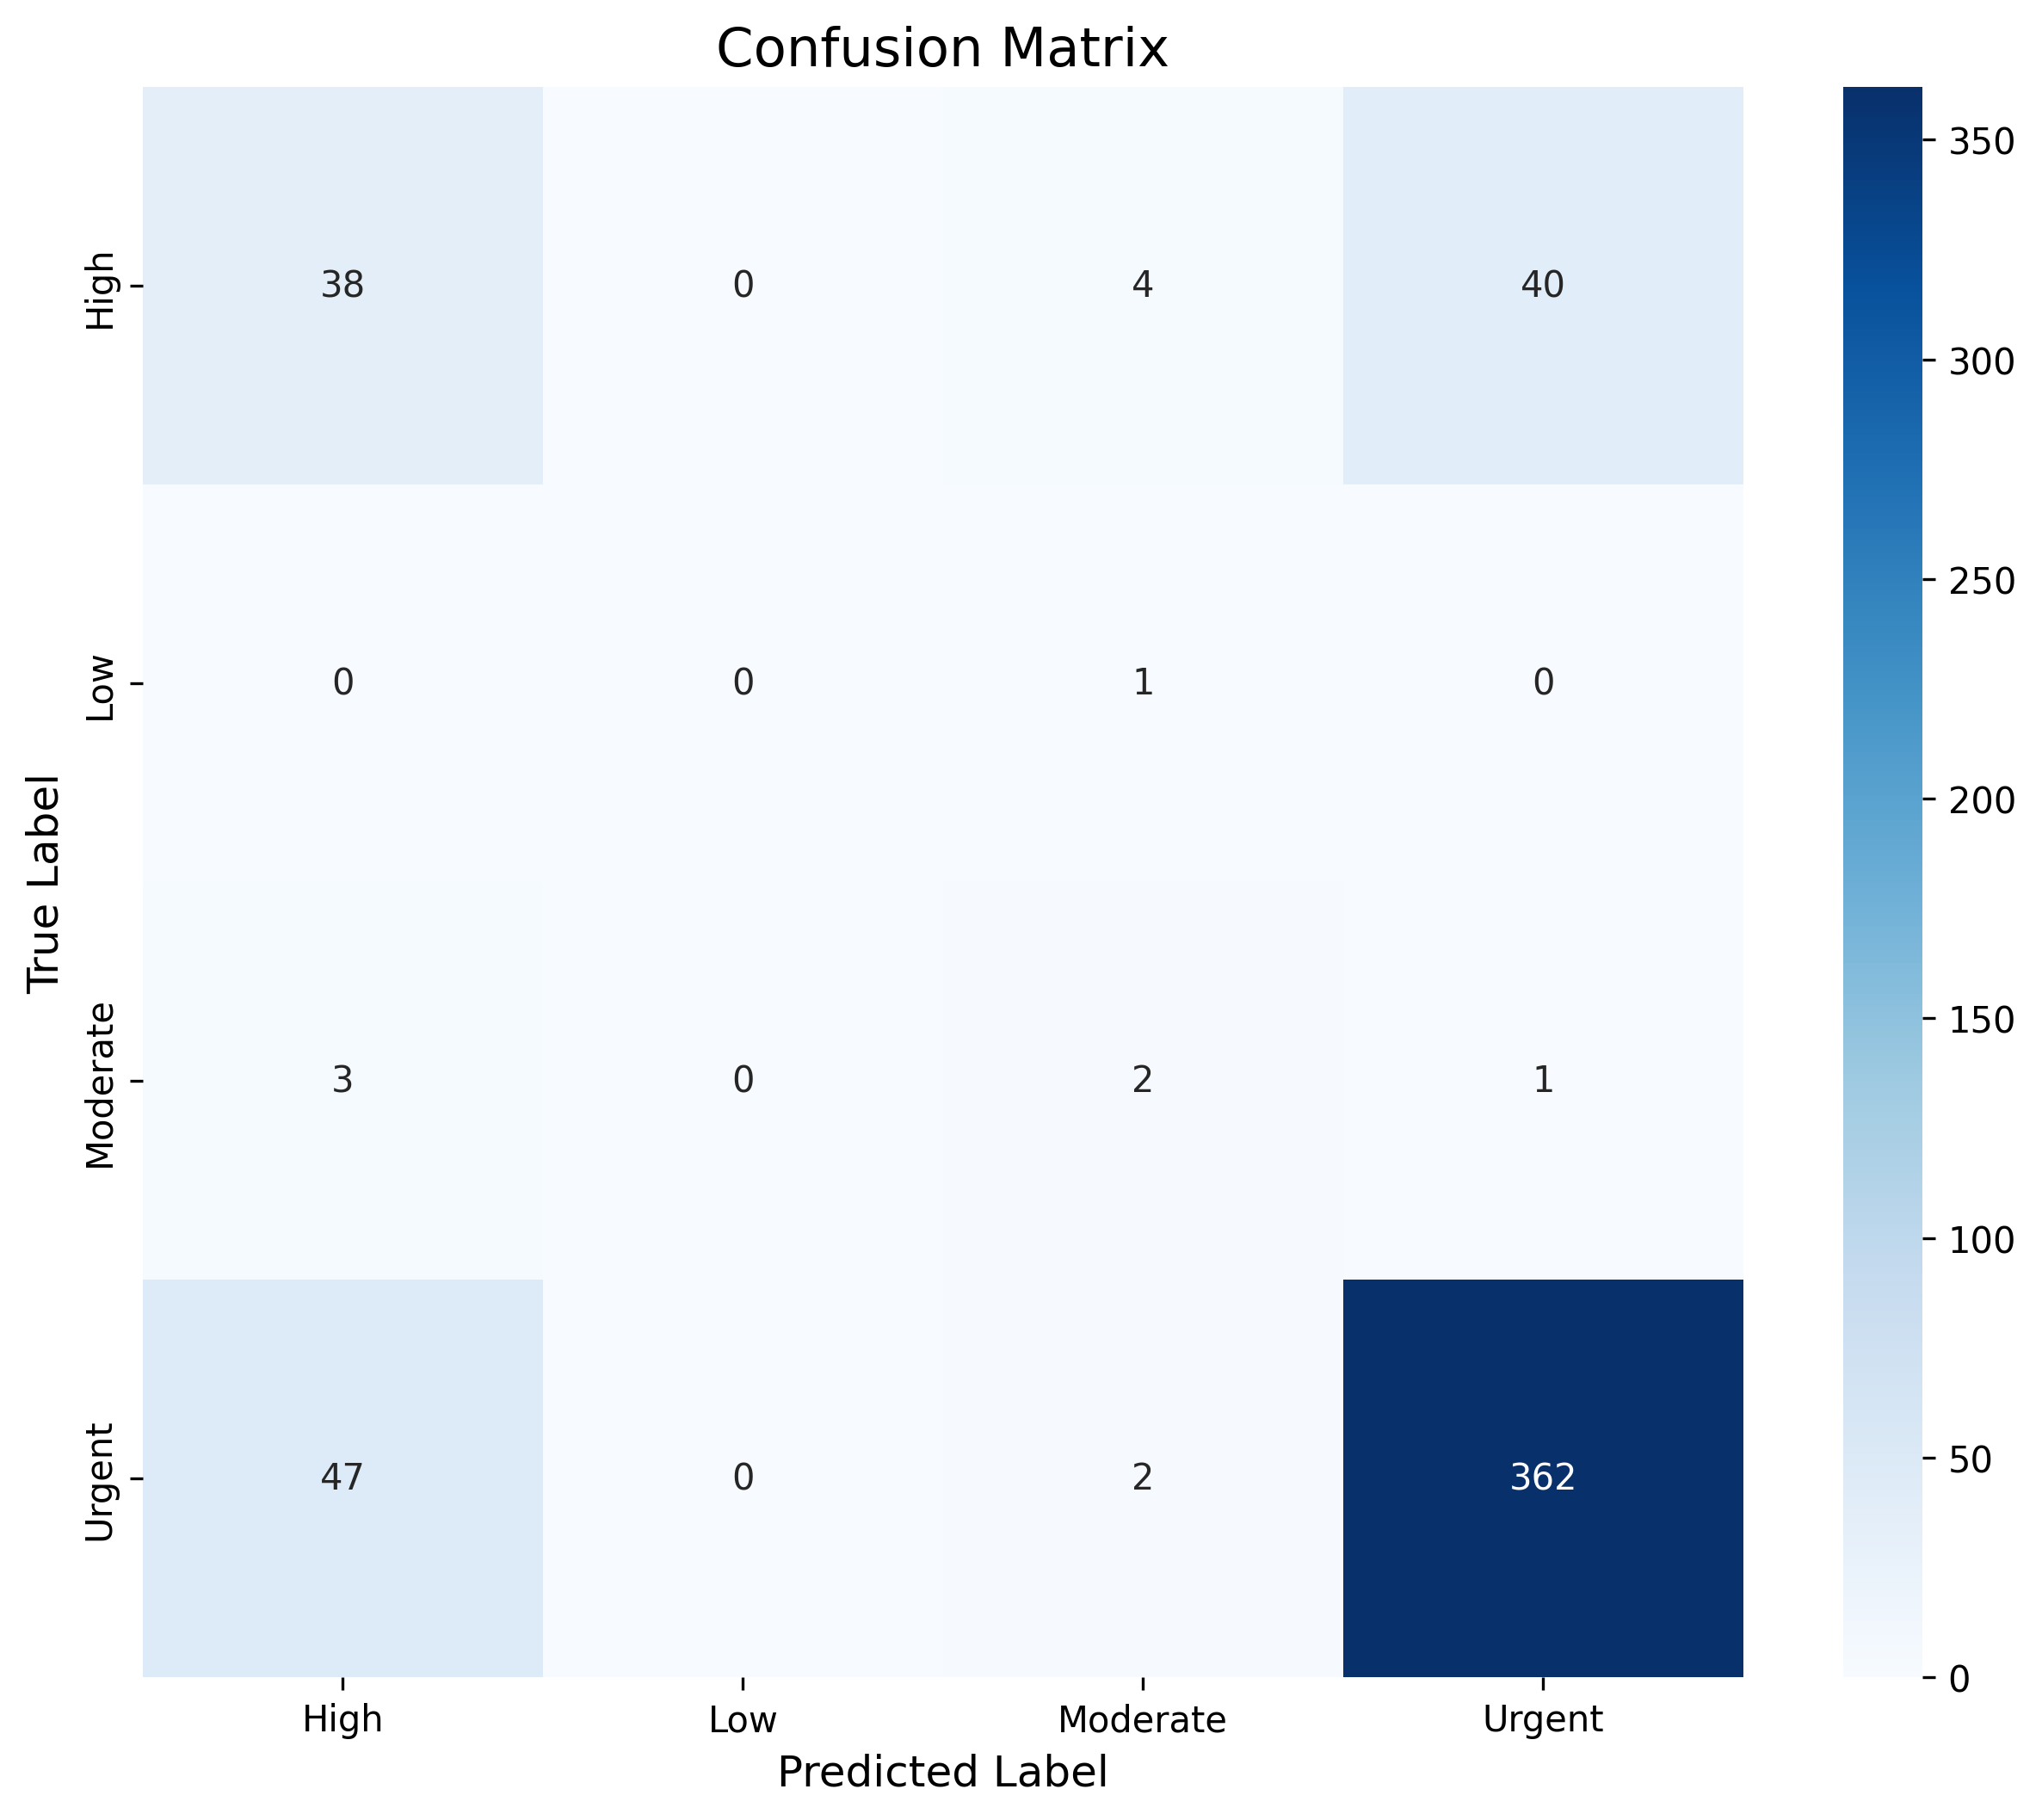 Confusion Matrix
True Label
High
38 0 4 40
Low
0 0 1 0
Moderate
3 0 2 1
Urgent
47 0 2 362
High Low Moderate Urgent
Predicted Label
350
300
250
200
150
100
50
0